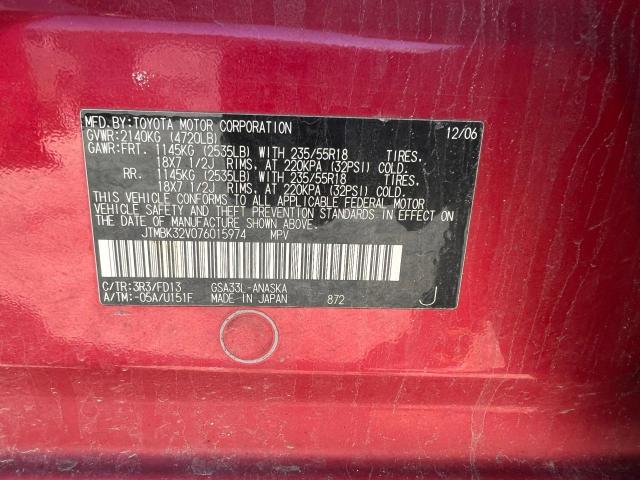 MFD.BY:TOYOTA MOTOR CORPORATION 12/06
GVWR:2140KG (4720LB)
GAWR:FRT. 1145KG (2535LB) WITH 235/55R18 TIRES.
18X7 1/2J RIMS. AT 220KPA (32PSI) COLD.
RR. 1145KG (2535LB) WITH 235/55R18 TIRES.
18X7 1/2J RIMS. AT 220KPA (32PSI) COLD.
THIS VEHICLE CONFORMS TO ALL APPLICABLE FEDERAL MOTOR
VEHICLE SAFETY AND THEFT PREVENTION STANDARDS IN EFFECT ON
THE DATE OF MANUFACTURE SHOWN ABOVE.
JTMBK32V076015974 MPV
C/TR:3R3/FD13 GSA33L-ANASKA
A/TM:-05A/U151F MADE IN JAPAN 872 J